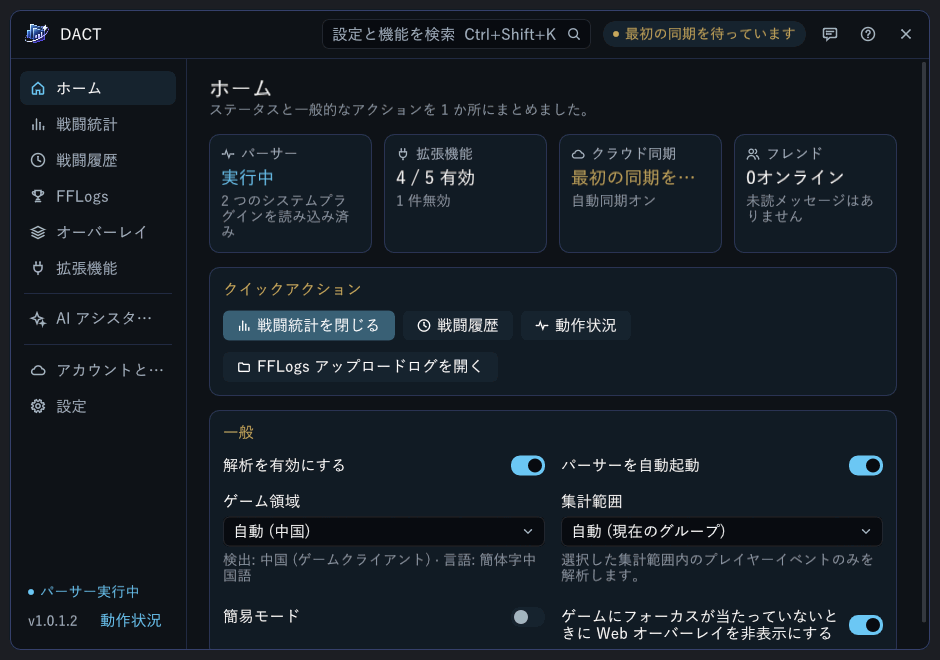 DACT
設定と機能を検索 Ctrl+Shift+K
最初の同期を待っています
ホーム
戦闘統計
戦闘履歴
FFLogs
オーバーレイ
拡張機能
AI アシスタ…
アカウントと…
設定
パーサー実行中
v1.0.1.2 動作状況
ホーム
ステータスと一般的なアクションを 1 か所にまとめました。
パーサー
実行中
2 つのシステムプラ
グインを読み込み済
み
拡張機能
4 / 5 有効
1 件無効
クラウド同期
最初の同期を…
自動同期オン
フレンド
0オンライン
未読メッセージはあ
りません
クイックアクション
戦闘統計を閉じる
戦闘履歴
動作状況
FFLogs アップロードログを開く
一般
解析を有効にする
パーサーを自動起動
ゲーム領域
自動 (中国)
検出: 中国 (ゲームクライアント) · 言語: 簡体字中
国語
集計範囲
自動 (現在のグループ)
選択した集計範囲内のプレイヤーイベントのみを
解析します。
簡易モード
ゲームにフォーカスが当たっていないと
きに Web オーバーレイを非表示にする